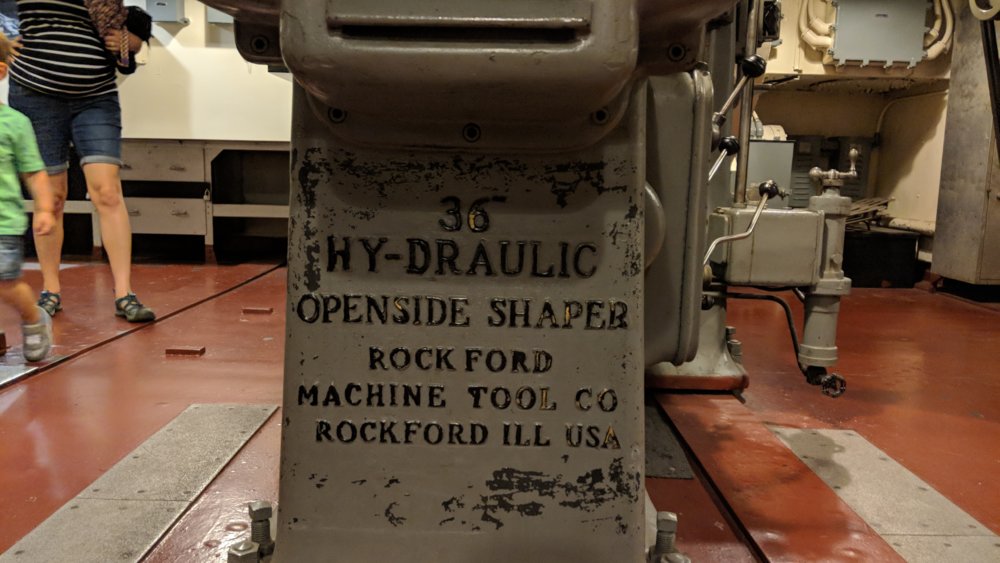 36
HY-DRAULIC
OPENSIDE SHAPER
ROCKFORD
MACHINE TOOL CO
ROCKFORD ILL USA